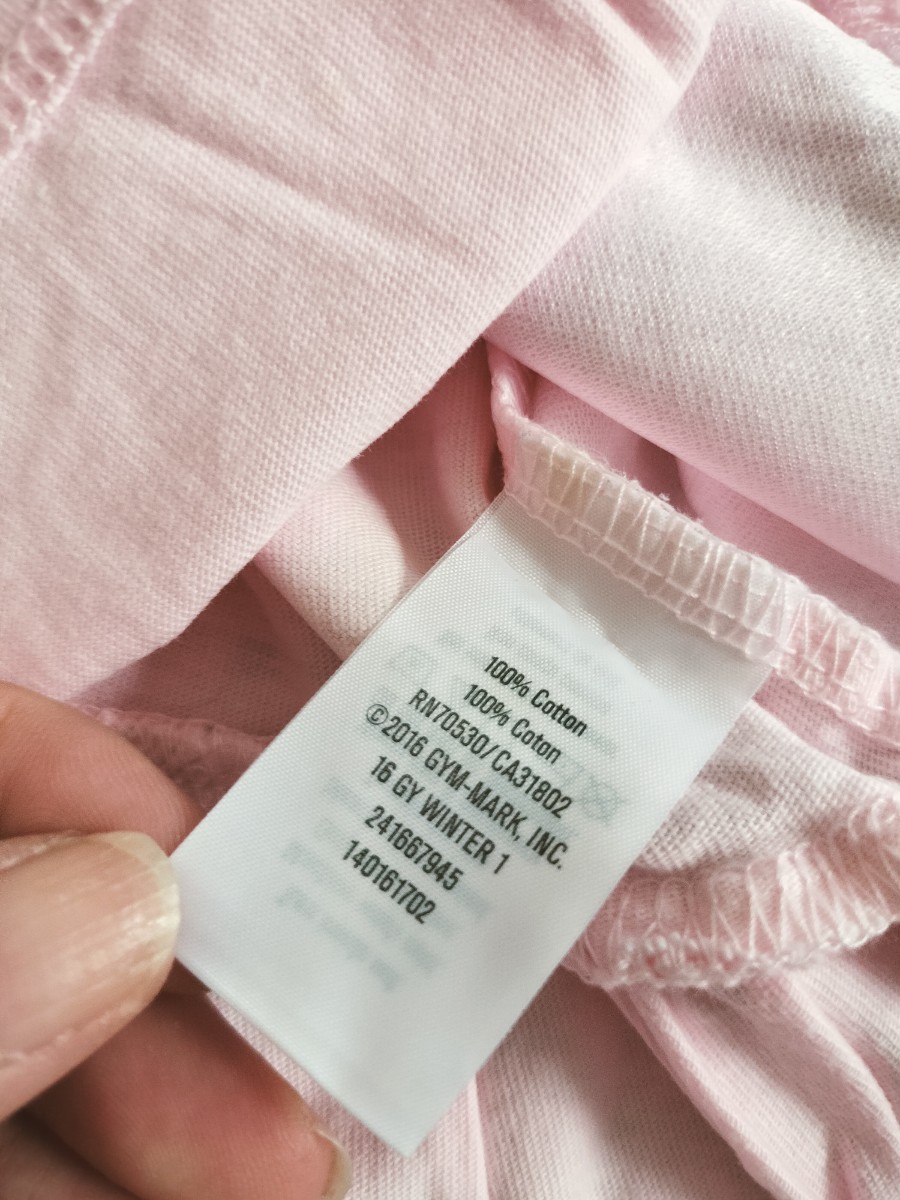 100% Cotton
100% Coton
RN70530/CA31802
©2016 GYM-MARK, INC.
16 GY WINTER 1
241667945
140161702